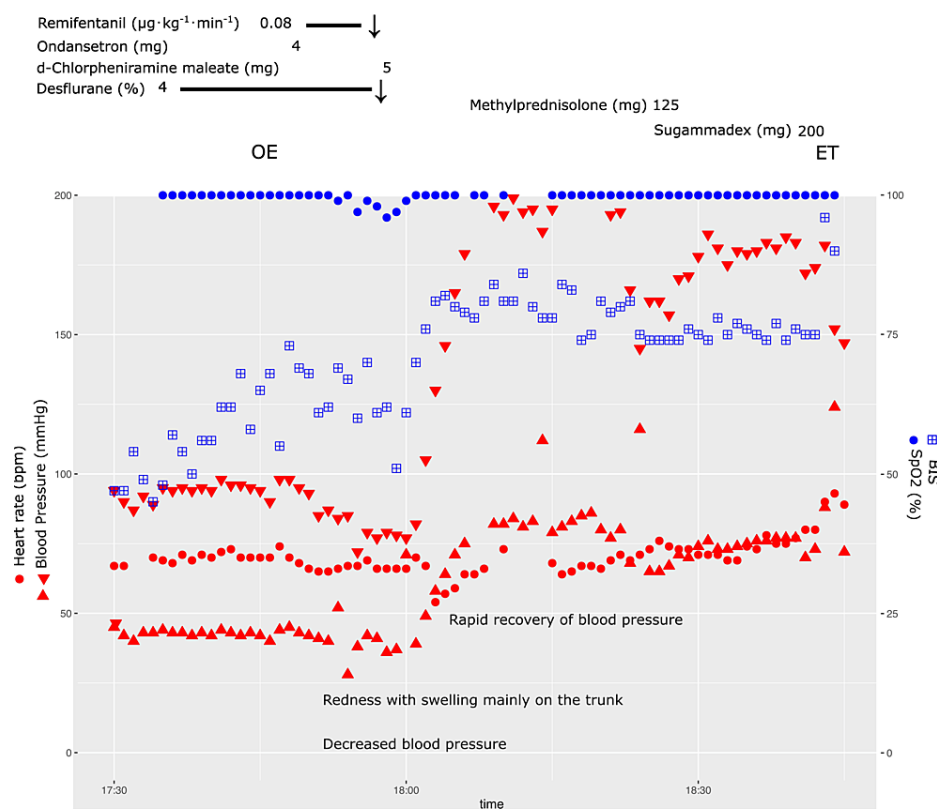 Remifentanil (µg·kg⁻¹·min⁻¹) 0.08
Ondansetron (mg) 4
d-Chlorpheniramine maleate (mg) 5
Desflurane (%) 4
Methylprednisolone (mg) 125
Sugammadex (mg) 200
OE ET
200
150
100
50
0
100
75
50
25
0
Heart rate (bpm)
Blood Pressure (mmHg)
BIS
SpO2 (%)
Rapid recovery of blood pressure
Redness with swelling mainly on the trunk
Decreased blood pressure
17:30 18:00 18:30
time